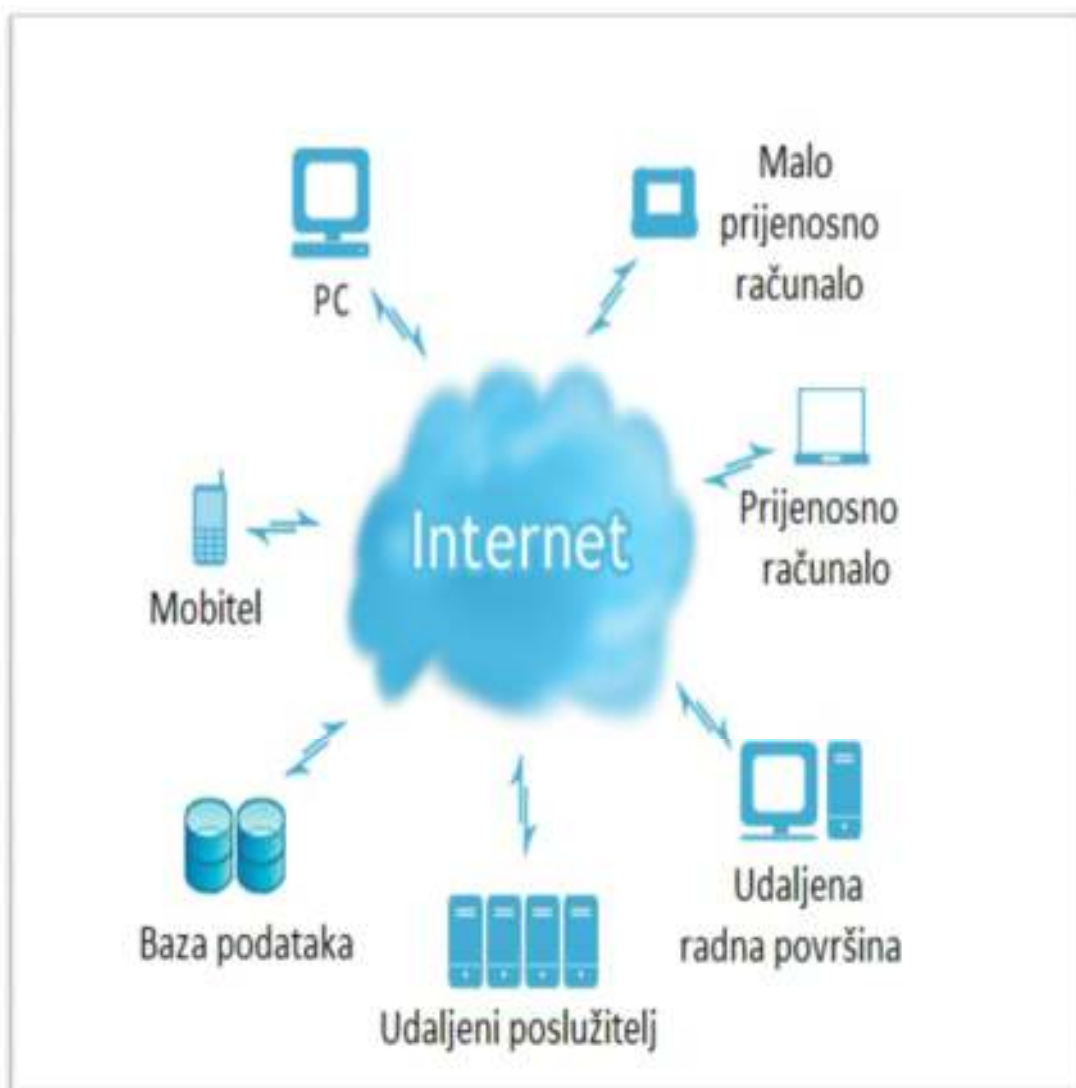 PC
Malo
prijenosno
računalo
Internet
Prijenosno
računalo
Mobitel
Baza podataka
Udaljeni poslužitelj
Udaljena
radna površina